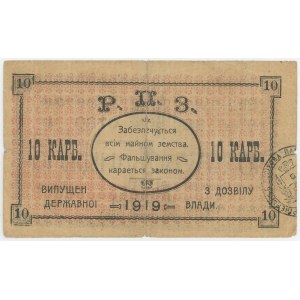 10 10
Р. П. З.
Забезпечується
всім майном земства.
Фальшування
карається законом.
10 КАРБ. 10 КАРБ.
ВИПУЩЕН З ДОЗВІЛУ
ДЕРЖАВНОЇ 1919 ВЛАДИ
10 10